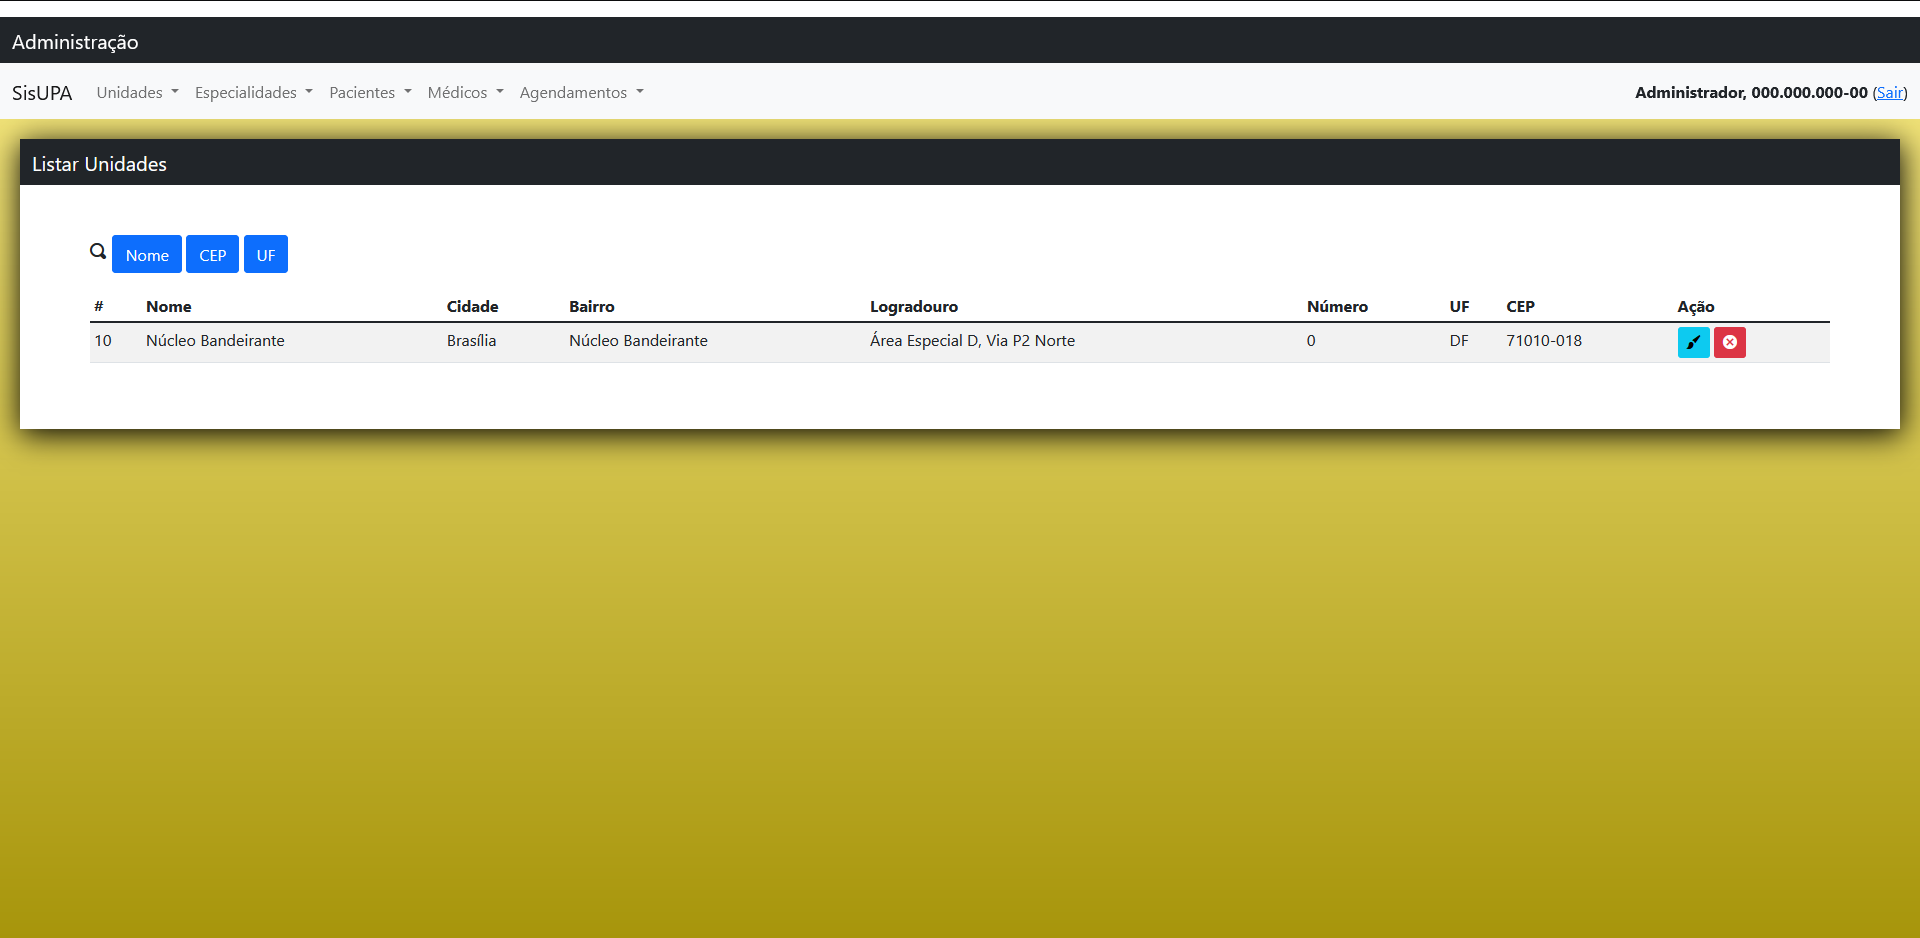 Administração
SisUPA Unidades Especialidades Pacientes Médicos Agendamentos Administrador, 000.000.000-00 (Sair)
Listar Unidades
Nome CEP UF
# Nome Cidade Bairro Logradouro Número UF CEP Ação
10 Núcleo Bandeirante Brasília Núcleo Bandeirante Área Especial D, Via P2 Norte 0 DF 71010-018